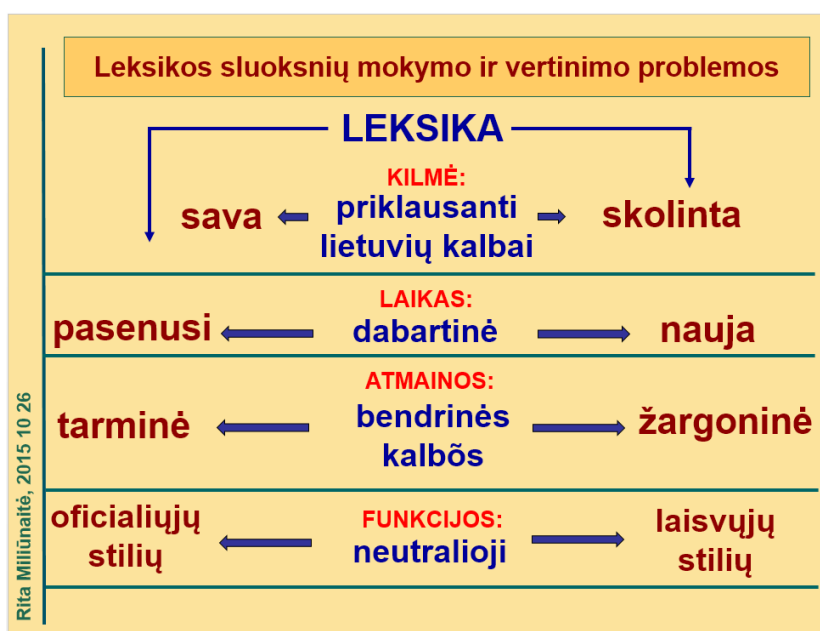 Leksikos sluoksnių mokymo ir vertinimo problemos
LEKSIKA
KILMĖ:
sava priklausanti skolinta
lietuvių kalbai
LAIKAS:
pasenusi dabartinė nauja
ATMAINOS:
tarminė bendrinės žargoninė
kalbõs
oficialiųjų FUNKCIJOS: laisvųjų
stilių neutralioji stilių
Rita Miliūnaitė, 2015 10 26